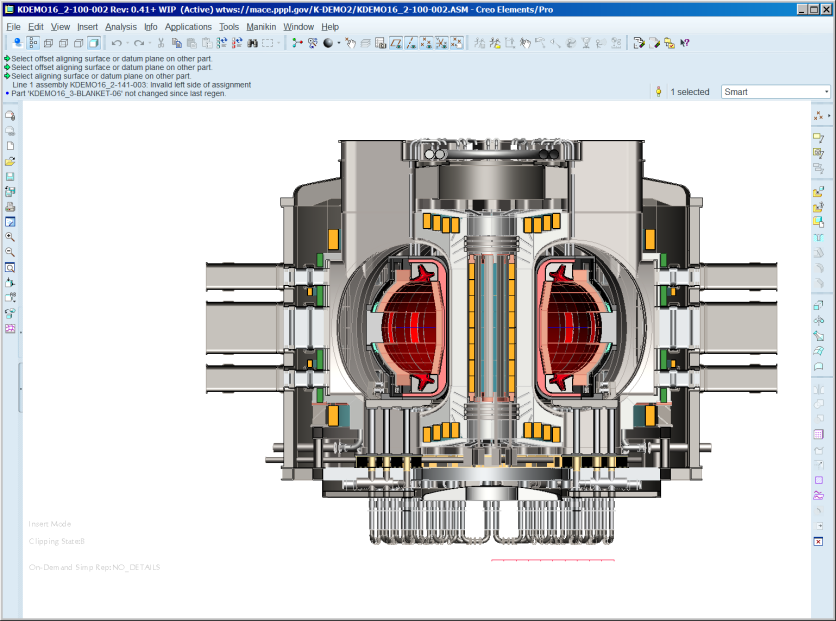 KDEMO16_2-100-002 Rev: 0.41+ WIP (Active) wtws://mace.pppl.gov/K-DEMO2/KDEMO16_2-100-002.ASM - Creo Elements/Pro
File Edit View Insert Analysis Info Applications Tools Manikin Window Help
Select offset aligning surface or datum plane on other part.
Select offset aligning surface or datum plane on other part.
Select aligning surface or datum plane on other part.
Line 1 assembly KDEMO16_2-141-003: invalid left side of assignment
• Part 'KDEMO16_3-BLANKET-06' not changed since last regen.
1 selected Smart
Insert Mode
Clipping State:B
On-Demand Simp Rep:NO_DETAILS